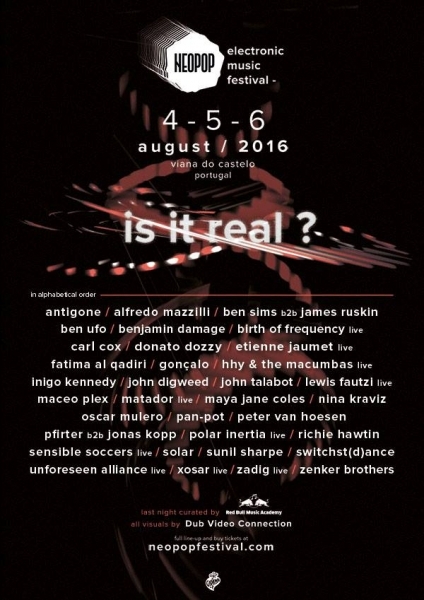 NEOPOP
electronic
music
festival -
4 - 5 - 6
august / 2016
viana do castelo
portugal
is it real ?
in alphabetical order
antigone / alfredo mazzilli / ben sims b2b james ruskin
ben ufo / benjamin damage / birth of frequency live
carl cox / donato dozzy / etienne jaumet live
fatima al qadiri / gonçalo / hhy & the macumbas live
inigo kennedy / john digweed / john talabot / lewis fautzi live
maceo plex / matador live / maya jane coles / nina kraviz
oscar mulero / pan-pot / peter van hoesen
pfirter b2b jonas kopp / polar inertia live / richie hawtin
sensible soccers live / solar / sunil sharpe / switchst(d)ance
unforeseen alliance live / xosar live / zadig live / zenker brothers
last night curated by Red Bull Music Academy
all visuals by Dub Video Connection
full line-up and buy tickets at
neopopfestival.com